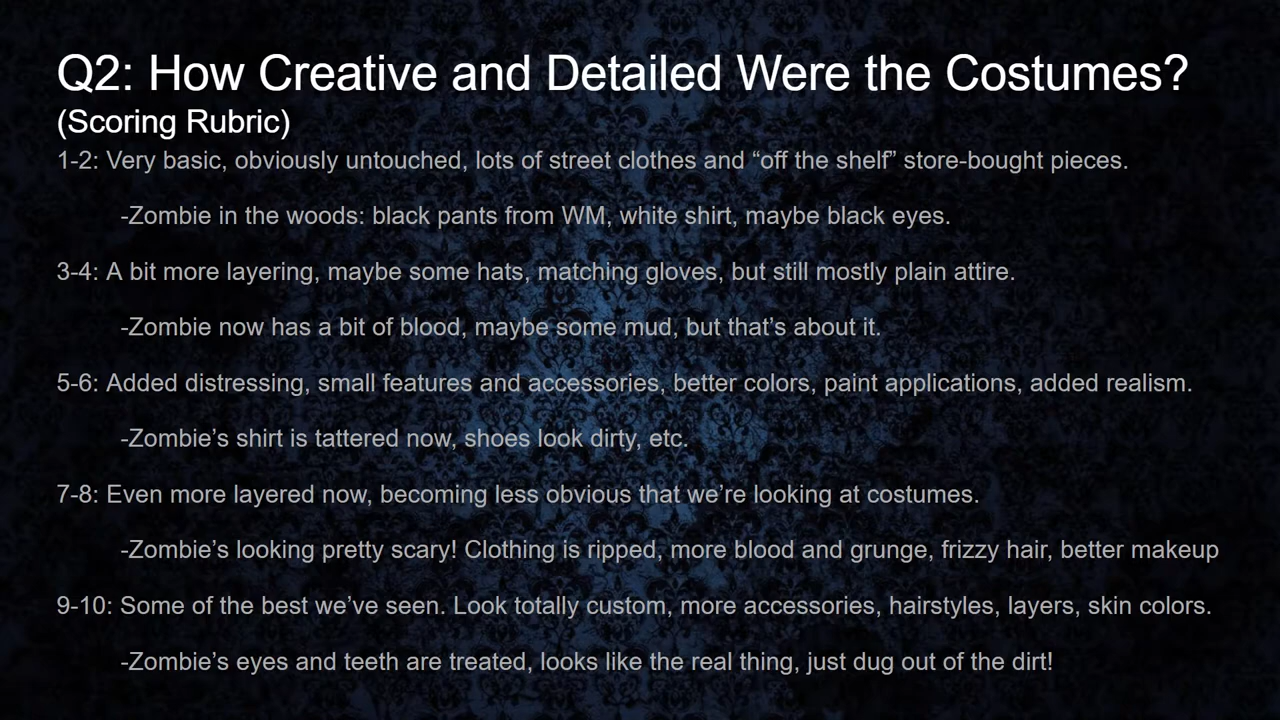 Q2: How Creative and Detailed Were the Costumes?
(Scoring Rubric)
1-2: Very basic, obviously untouched, lots of street clothes and “off the shelf” store-bought pieces.
-Zombie in the woods: black pants from WM, white shirt, maybe black eyes.
3-4: A bit more layering, maybe some hats, matching gloves, but still mostly plain attire.
-Zombie now has a bit of blood, maybe some mud, but that’s about it.
5-6: Added distressing, small features and accessories, better colors, paint applications, added realism.
-Zombie’s shirt is tattered now, shoes look dirty, etc.
7-8: Even more layered now, becoming less obvious that we’re looking at costumes.
-Zombie’s looking pretty scary! Clothing is ripped, more blood and grunge, frizzy hair, better makeup
9-10: Some of the best we’ve seen. Look totally custom, more accessories, hairstyles, layers, skin colors.
-Zombie’s eyes and teeth are treated, looks like the real thing, just dug out of the dirt!